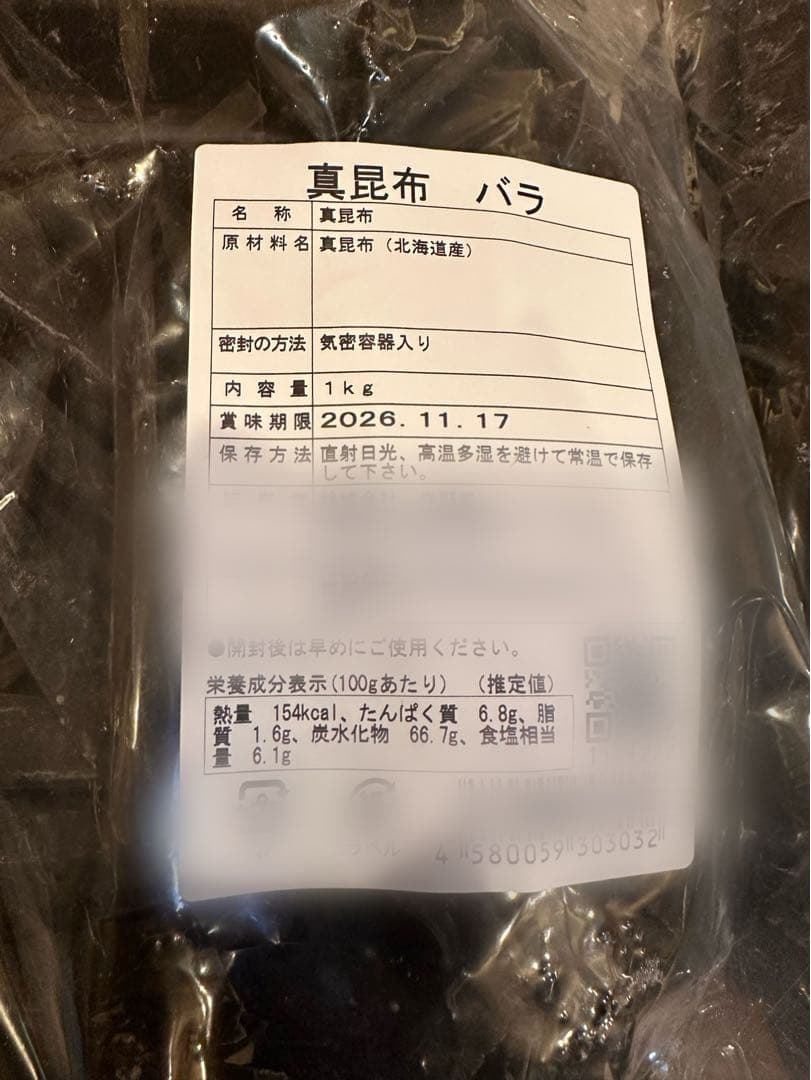 真昆布 バラ
名称 真昆布
原材料名 真昆布（北海道産）
密封の方法 気密容器入り
内容量 1kg
賞味期限 2026.11.17
保存方法 直射日光、高温多湿を避けて常温で保存
して下さい。
●開封後は早めにご使用ください。
栄養成分表示(100gあたり) (推定値)
熱量 154kcal、たんぱく質 6.8g、脂
質 1.6g、炭水化物 66.7g、食塩相当
量 6.1g
4 580059 303032